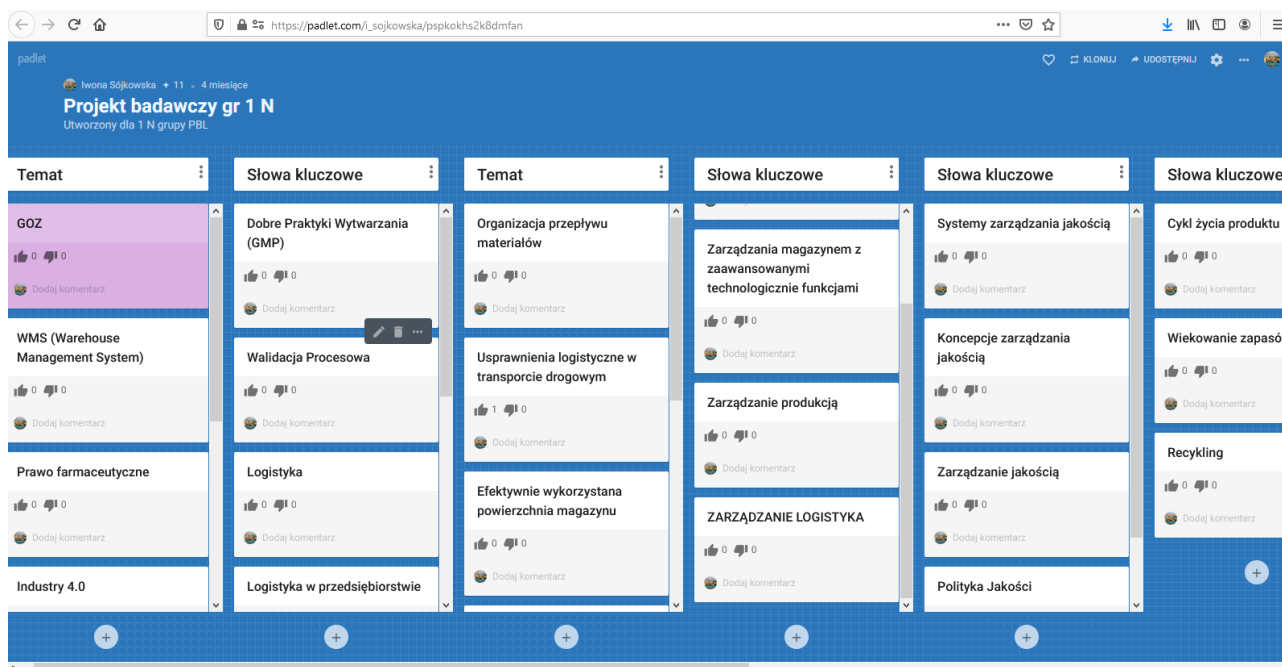 https://padlet.com/i_sojkowska/pspkokhs2k8dmfan
padlet
KLONUJ
UDOSTĘPNIJ
Iwona Sójkowska + 11 • 4 miesiące
Projekt badawczy gr 1 N
Utworzony dla 1 N grupy PBL
Temat
GOZ
0 0
Dodaj komentarz
WMS (Warehouse
Management System)
0 0
Dodaj komentarz
Prawo farmaceutyczne
0 0
Dodaj komentarz
Industry 4.0
Słowa kluczowe
Dobre Praktyki Wytwarzania
(GMP)
0 0
Dodaj komentarz
Walidacja Procesowa
0 0
Dodaj komentarz
Logistyka
0 0
Dodaj komentarz
Logistyka w przedsiębiorstwie
Temat
Organizacja przepływu
materiałów
0 0
Dodaj komentarz
Usprawnienia logistyczne w
transporcie drogowym
1 0
Dodaj komentarz
Efektywnie wykorzystana
powierzchnia magazynu
0 0
Dodaj komentarz
Słowa kluczowe
Zarządzania magazynem z
zaawansowanymi
technologicznie funkcjami
0 0
Dodaj komentarz
Zarządzanie produkcją
0 0
Dodaj komentarz
ZARZĄDZANIE LOGISTYKA
0 0
Dodaj komentarz
Słowa kluczowe
Systemy zarządzania jakością
0 0
Dodaj komentarz
Koncepcje zarządzania
jakością
0 0
Dodaj komentarz
Zarządzanie jakością
0 0
Dodaj komentarz
Polityka Jakości
Słowa kluczowe
Cykl życia produktu
0 0
Dodaj komentarz
Wiekowanie zapasó
0 0
Dodaj komentarz
Recykling
0 0
Dodaj komentarz